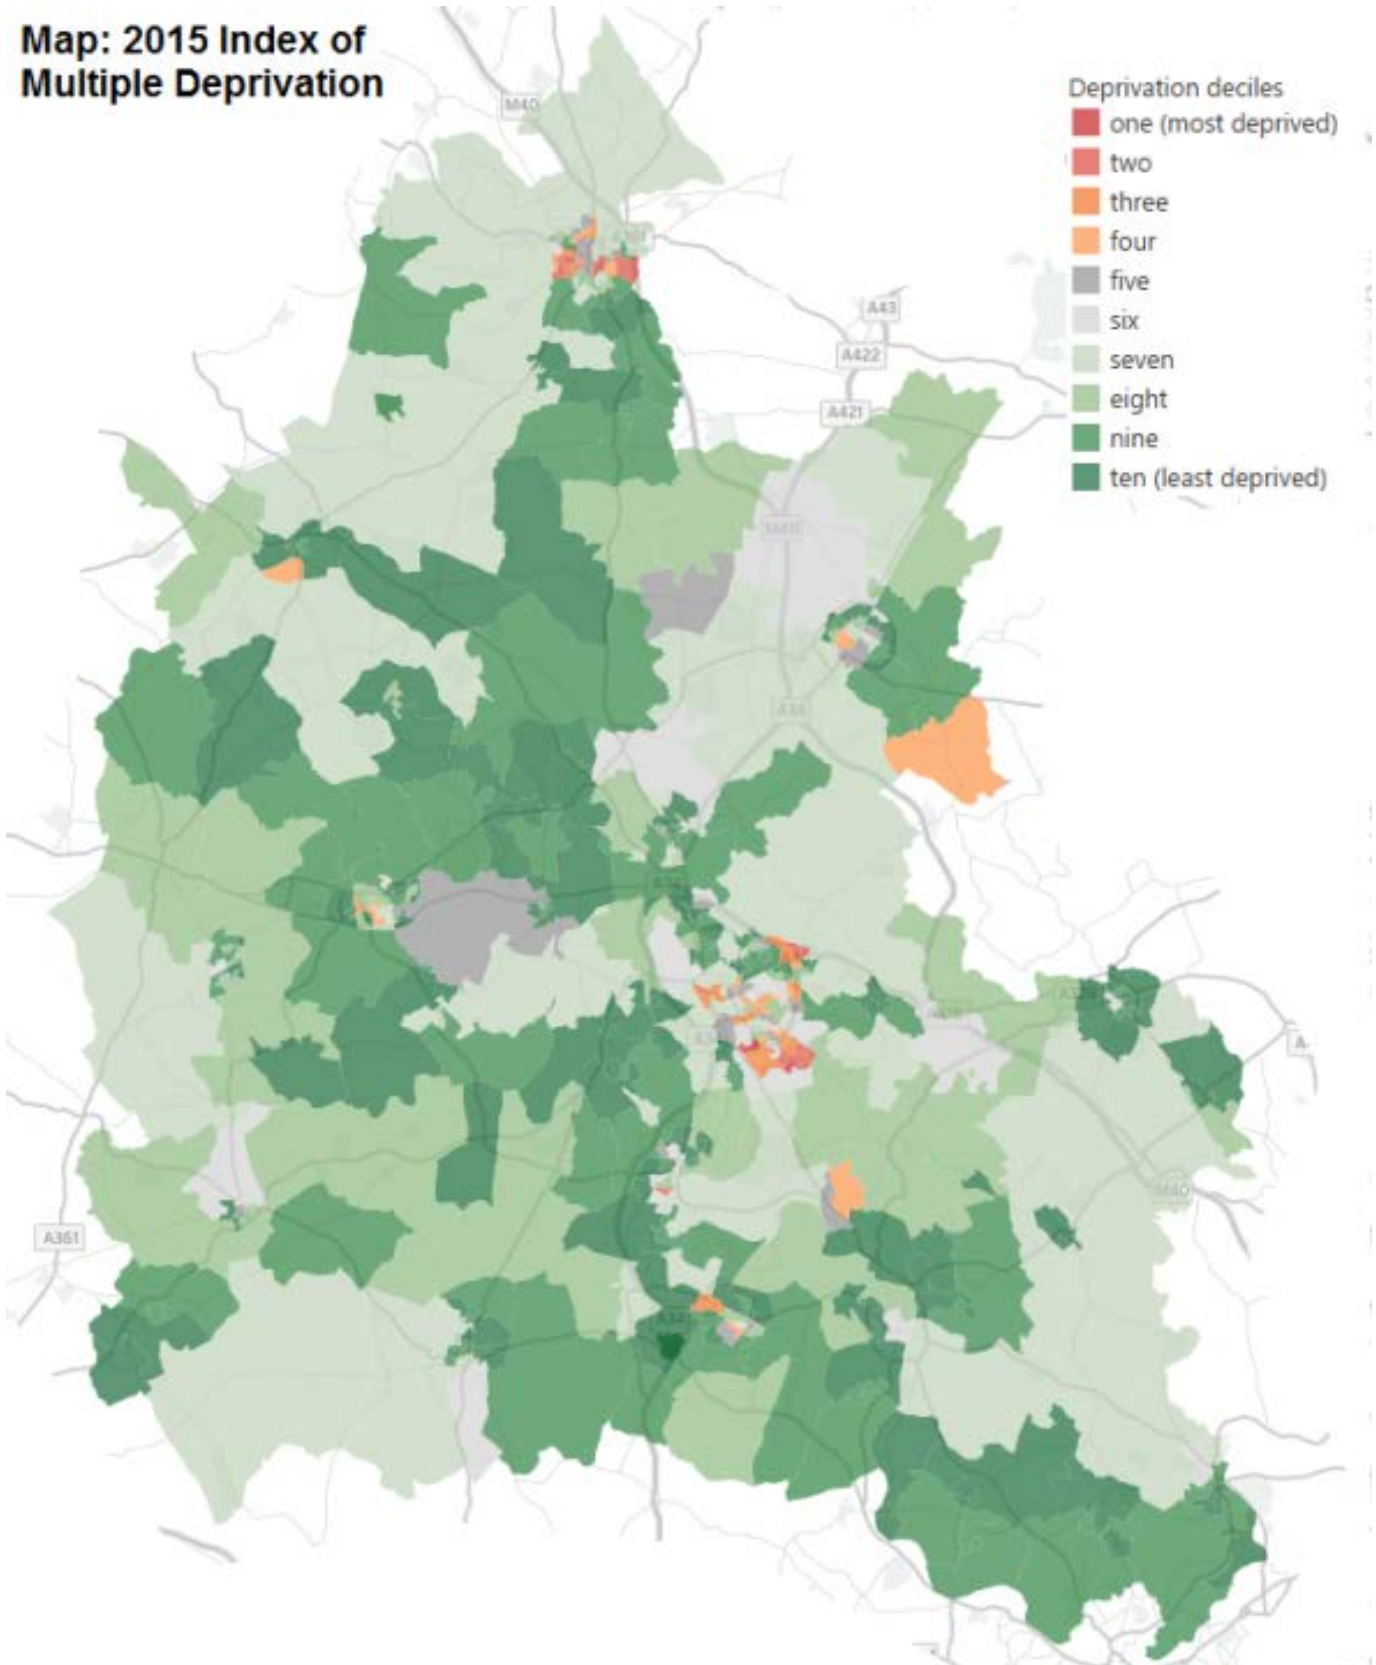 Map: 2015 Index of
Multiple Deprivation
Deprivation deciles
one (most deprived)
two
three
four
five
six
seven
eight
nine
ten (least deprived)
M40
A43
A422
A421
A34
M40
A361